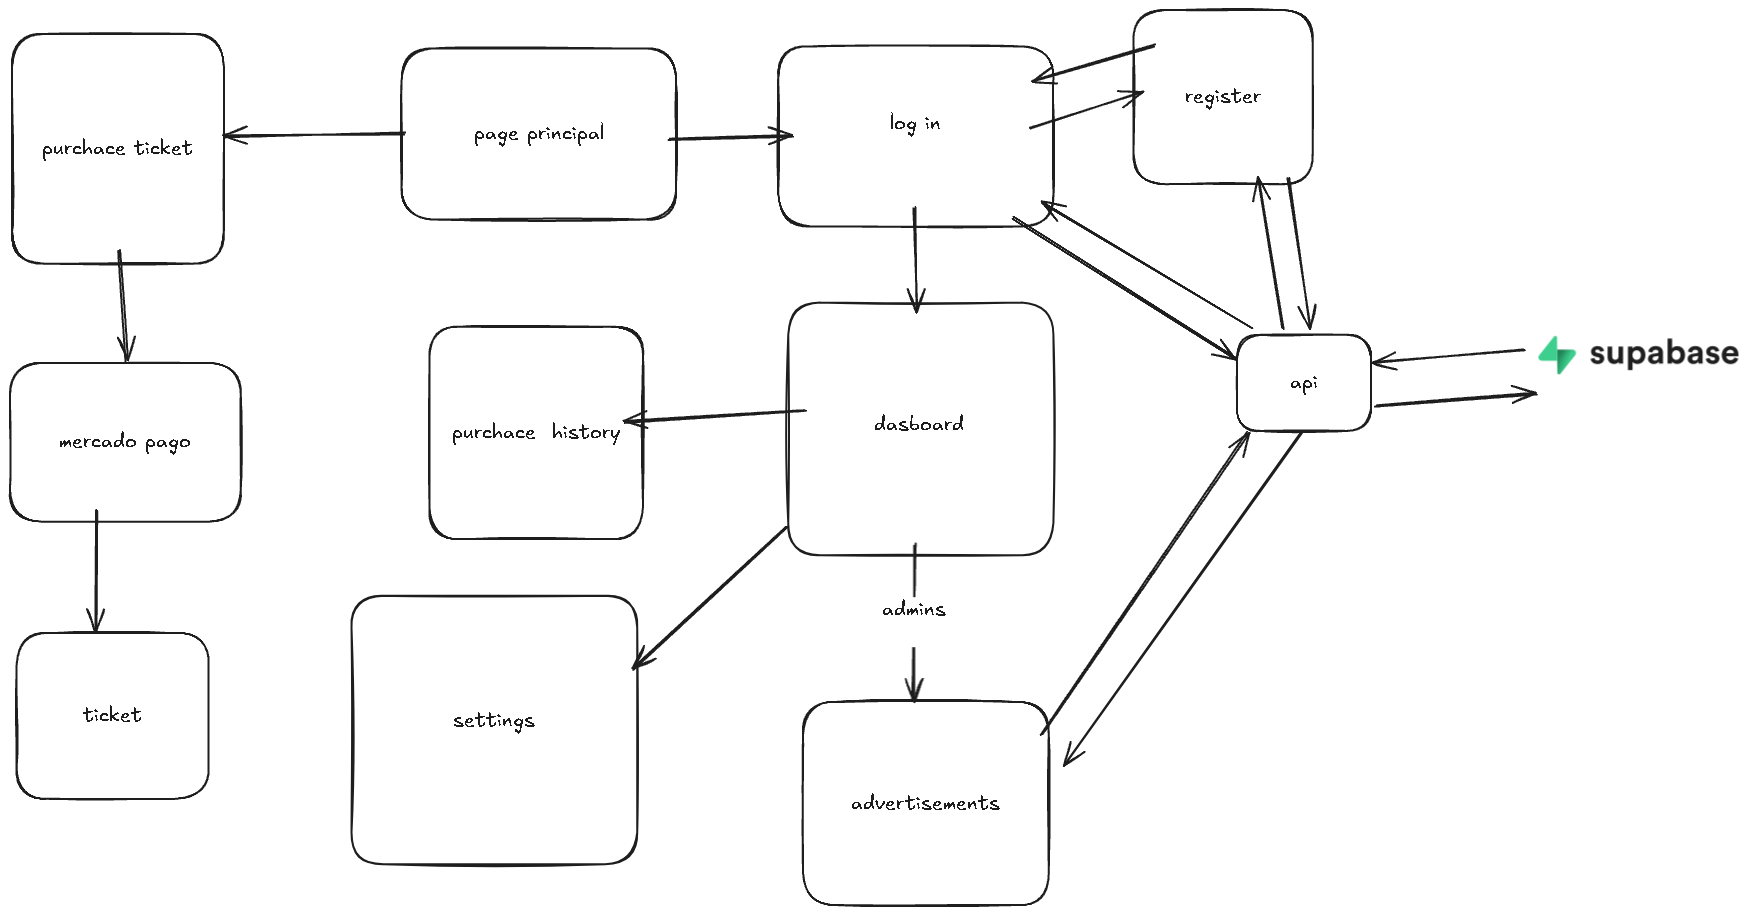 purchace ticket
page principal
log in
register
mercado pago
purchace history
dasboard
api
supabase
admins
ticket
settings
advertisements